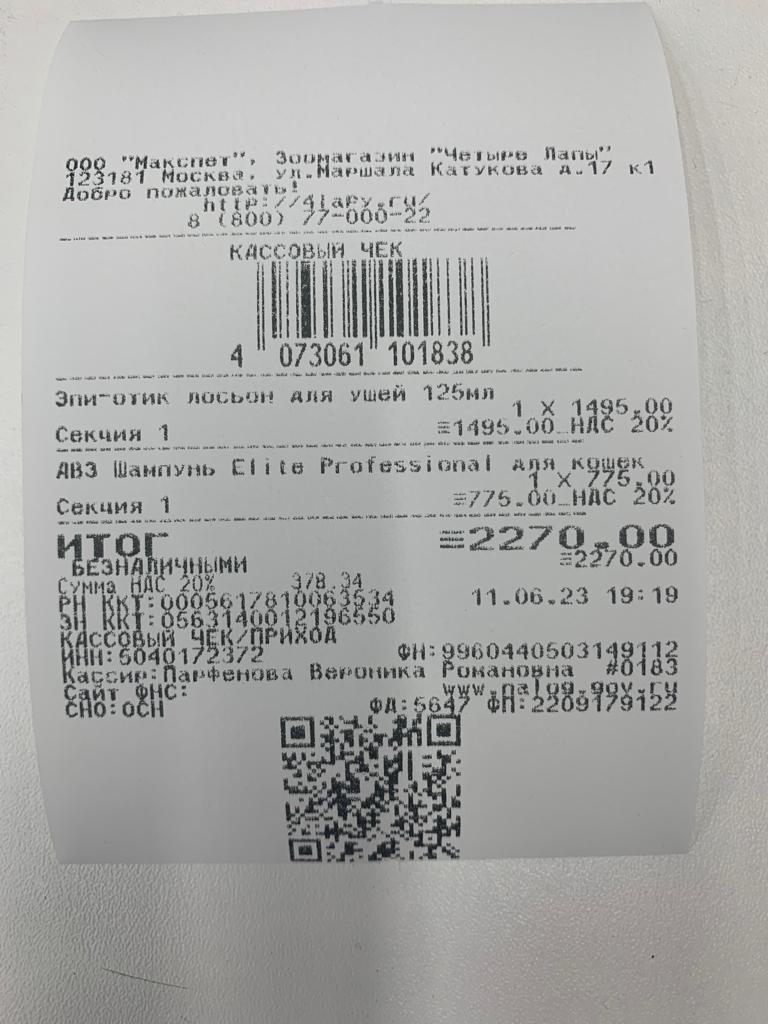 ООО "Макспет", Зоомагазин "Четыре Лапы"
123181 Москва, ул.Маршала Катукова д.17 к1
Добро пожаловать!
http://4lapy.ru/
8 (800) 77-000-22
КАССОВЫЙ ЧЕК
4 073061 101838
Эпи-отик лосьон для ушей 125мл
1 X 1495.00
Секция 1 ≡1495.00_НДС 20%
АВЗ Шампунь Elite Professional для кошек
1 X 775.00
Секция 1 ≡775.00_НДС 20%
ИТОГ ≡2270.00
БЕЗНАЛИЧНЫМИ ≡2270.00
Сумма НДС 20% 378.34
РН ККТ:0005617810063534 11.06.23 19:19
ЗН ККТ:0563140012196550
КАССОВЫЙ ЧЕК/ПРИХОД
ИНН:5040172372 ФН:9960440503149112
Кассир:Парфенова Вероника Романовна #0183
Сайт ФНС: www.nalog.gov.ru
СНО:ОСН ФД:5647 ФП:2209179122